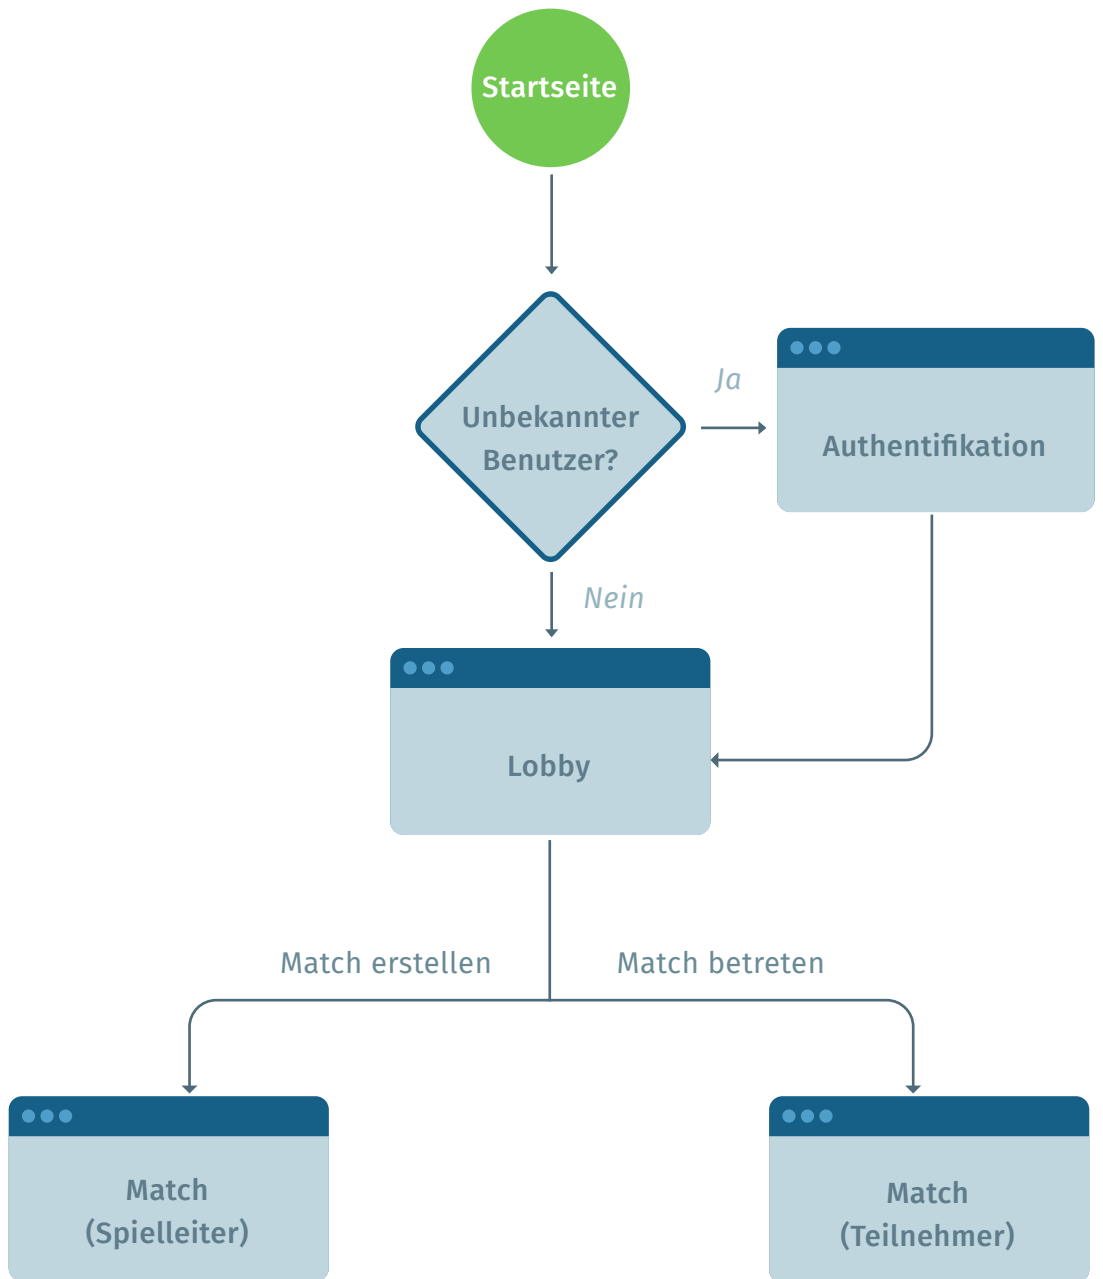 Startseite
Unbekannter
Benutzer?
Ja
Authentifikation
Nein
Lobby
Match erstellen
Match betreten
Match
(Spielleiter)
Match
(Teilnehmer)